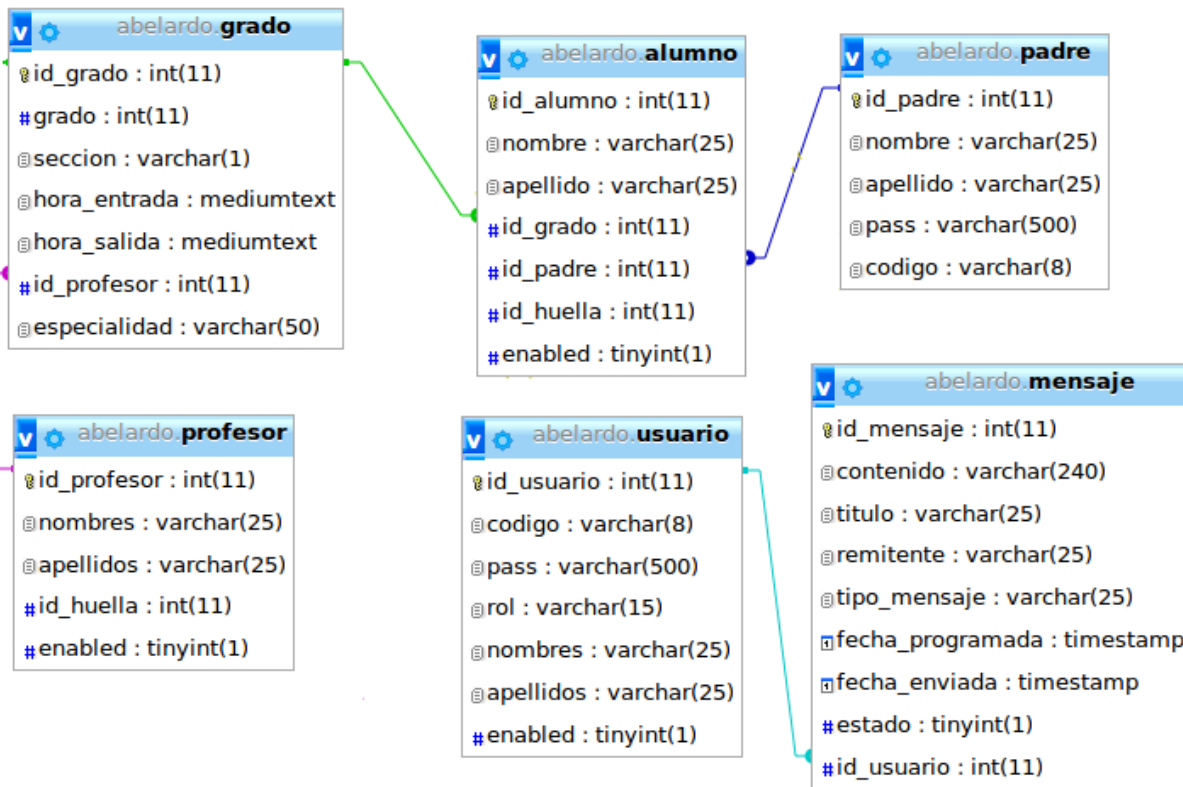 abelardo.grado
id_grado : int(11)
grado : int(11)
seccion : varchar(1)
hora_entrada : mediumtext
hora_salida : mediumtext
id_profesor : int(11)
especialidad : varchar(50)
abelardo.alumno
id_alumno : int(11)
nombre : varchar(25)
apellido : varchar(25)
id_grado : int(11)
id_padre : int(11)
id_huella : int(11)
enabled : tinyint(1)
abelardo.padre
id_padre : int(11)
nombre : varchar(25)
apellido : varchar(25)
pass : varchar(500)
codigo : varchar(8)
abelardo.profesor
id_profesor : int(11)
nombres : varchar(25)
apellidos : varchar(25)
id_huella : int(11)
enabled : tinyint(1)
abelardo.usuario
id_usuario : int(11)
codigo : varchar(8)
pass : varchar(500)
rol : varchar(15)
nombres : varchar(25)
apellidos : varchar(25)
enabled : tinyint(1)
abelardo.mensaje
id_mensaje : int(11)
contenido : varchar(240)
titulo : varchar(25)
remitente : varchar(25)
tipo_mensaje : varchar(25)
fecha_programada : timestamp
fecha_enviada : timestamp
estado : tinyint(1)
id_usuario : int(11)